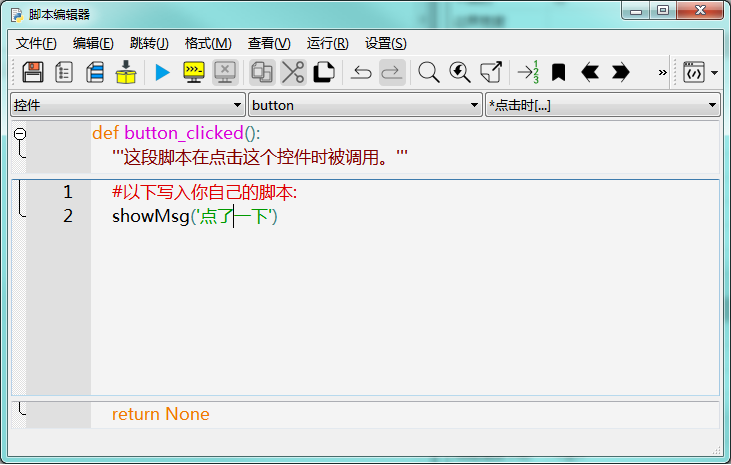 脚本编辑器
文件(F) 编辑(E) 跳转(J) 格式(M) 查看(V) 运行(R) 设置(S)
控件 button *点击时[...]
def button_clicked():
'''这段脚本在点击这个控件时被调用。'''
1 #以下写入你自己的脚本:
2 showMsg('点了一下')
return None